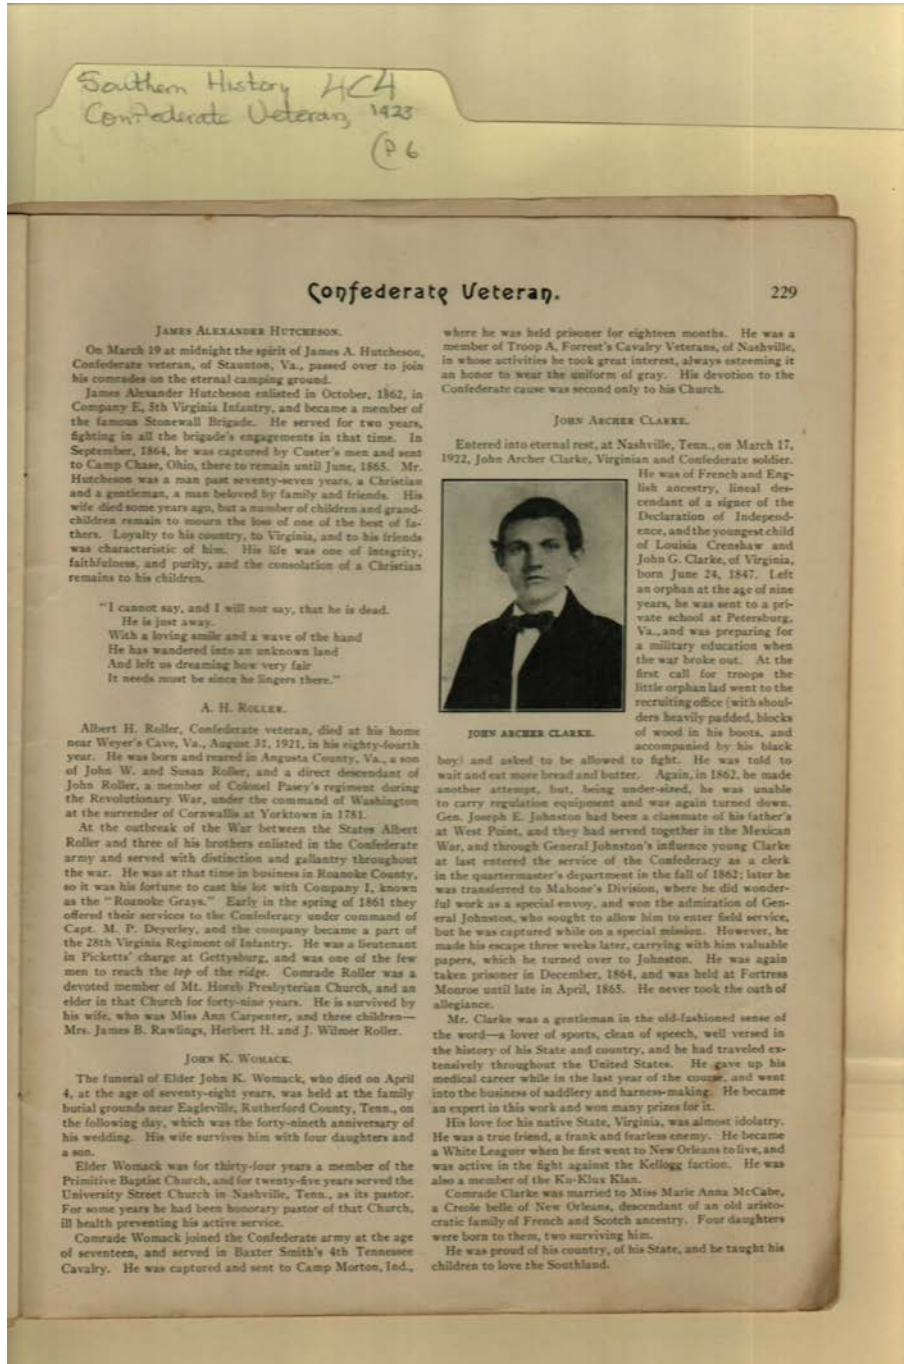 Southern History 4C4
Confederate Veteran, 1923
(P 6
Confederate Veteran.
229
JAMES ALEXANDER HUTCHESON.
On March 19 at midnight the spirit of James A. Hutcheson,
Confederate veteran, of Staunton, Va., passed over to join
his comrades on the eternal camping ground.
James Alexander Hutcheson enlisted in October, 1862, in
Company E, 5th Virginia Infantry, and became a member of
the famous Stonewall Brigade. He served for two years,
fighting in all the brigade's engagements in that time. In
September, 1864, he was captured by Custer's men and sent
to Camp Chase, Ohio, there to remain until June, 1865. Mr.
Hutcheson was a man past seventy-seven years, a Christian
and a gentleman, a man beloved by family and friends. His
wife died some years ago, but a number of children and grand-
children remain to mourn the loss of one of the best of fa-
thers. Loyalty to his country, to Virginia, and to his friends
was characteristic of him. His life was one of integrity,
faithfulness, and purity, and the consolation of a Christian
remains to his children.
"I cannot say, and I will not say, that he is dead.
He is just away.
With a loving smile and a wave of the hand
He has wandered into an unknown land
And left us dreaming how very fair
It needs must be since he lingers there."
A. H. ROLLER.
Albert H. Roller, Confederate veteran, died at his home
near Weyer's Cave, Va., August 31, 1921, in his eighty-fourth
year. He was born and reared in Angusta County, Va., a son
of John W. and Susan Roller, and a direct descendant of
John Roller, a member of Colonel Pasey's regiment during
the Revolutionary War, under the command of Washington
at the surrender of Cornwallis at Yorktown in 1781.
At the outbreak of the War between the States Albert
Roller and three of his brothers enlisted in the Confederate
army and served with distinction and gallantry throughout
the war. He was at that time in business in Roanoke County,
so it was his fortune to cast his lot with Company I, known
as the "Roanoke Grays." Early in the spring of 1861 they
offered their services to the Confederacy under command of
Capt. M. P. Deyerley, and the company became a part of
the 28th Virginia Regiment of Infantry. He was a lieutenant
in Picketts' charge at Gettysburg, and was one of the few
men to reach the top of the ridge. Comrade Roller was a
devoted member of Mt. Horeb Presbyterian Church, and an
elder in that Church for forty-nine years. He is survived by
his wife, who was Miss Ann Carpenter, and three children—
Mrs. James B. Rawlings, Herbert H. and J. Wilmer Roller.
JOHN K. WOMACK.
The funeral of Elder John K. Womack, who died on April
4, at the age of seventy-eight years, was held at the family
burial grounds near Eagleville, Rutherford County, Tenn., on
the following day, which was the forty-nineth anniversary of
his wedding. His wife survives him with four daughters and
a son.
Elder Womack was for thirty-four years a member of the
Primitive Baptist Church, and for twenty-five years served the
University Street Church in Nashville, Tenn., as its pastor.
For some years he had been honorary pastor of that Church,
ill health preventing his active service.
Comrade Womack joined the Confederate army at the age
of seventeen, and served in Baxter Smith's 4th Tennessee
Cavalry. He was captured and sent to Camp Morton, Ind.,
where he was held prisoner for eighteen months. He was a
member of Troop A, Forrest's Cavalry Veterans, of Nashville,
in whose activities he took great interest, always esteeming it
an honor to wear the uniform of gray. His devotion to the
Confederate cause was second only to his Church.
JOHN ARCHER CLARKE.
Entered into eternal rest, at Nashville, Tenn., on March 17,
1922, John Archer Clarke, Virginian and Confederate soldier.
He was of French and Eng-
lish ancestry, lineal des-
cendant of a signer of the
Declaration of Independ-
ence, and the youngest child
of Louisia Crenshaw and
John G. Clarke, of Virginia,
born June 24, 1847. Left
an orphan at the age of nine
years, he was sent to a pri-
vate school at Petersburg,
Va., and was preparing for
a military education when
the war broke out. At the
first call for troops the
little orphan lad went to the
recruiting office (with shoul-
ders heavily padded, blocks
of wood in his boots, and
accompanied by his black
JOHN ARCHER CLARKE.
boy) and asked to be allowed to fight. He was told to
wait and eat more bread and butter. Again, in 1862, he made
another attempt, but, being under-sized, he was unable
to carry regulation equipment and was again turned down.
Gen. Joseph E. Johnston had been a classmate of his father's
at West Point, and they had served together in the Mexican
War, and through General Johnston's influence young Clarke
at last entered the service of the Confederacy as a clerk
in the quartermaster's department in the fall of 1862; later he
was transferred to Mahone's Division, where he did wonder-
ful work as a special envoy, and won the admiration of Gen-
eral Johnston, who sought to allow him to enter field service,
but he was captured while on a special mission. However, he
made his escape three weeks later, carrying with him valuable
papers, which he turned over to Johnston. He was again
taken prisoner in December, 1864, and was held at Fortress
Monroe until late in April, 1865. He never took the oath of
allegiance.
Mr. Clarke was a gentleman in the old-fashioned sense of
the word—a lover of sports, clean of speech, well versed in
the history of his State and country, and he had traveled ex-
tensively throughout the United States. He gave up his
medical career while in the last year of the course, and went
into the business of saddlery and harness-making. He became
an expert in this work and won many prizes for it.
His love for his native State, Virginia, was almost idolatry.
He was a true friend, a frank and fearless enemy. He became
a White Leaguer when he first went to New Orleans to live, and
was active in the fight against the Kellogg faction. He was
also a member of the Ku-Klux Klan.
Comrade Clarke was married to Miss Marie Anna McCabe,
a Creole belle of New Orleans, descendant of an old aristo-
cratic family of French and Scotch ancestry. Four daughters
were born to them, two surviving him.
He was proud of his country, of his State, and he taught his
children to love the Southland.